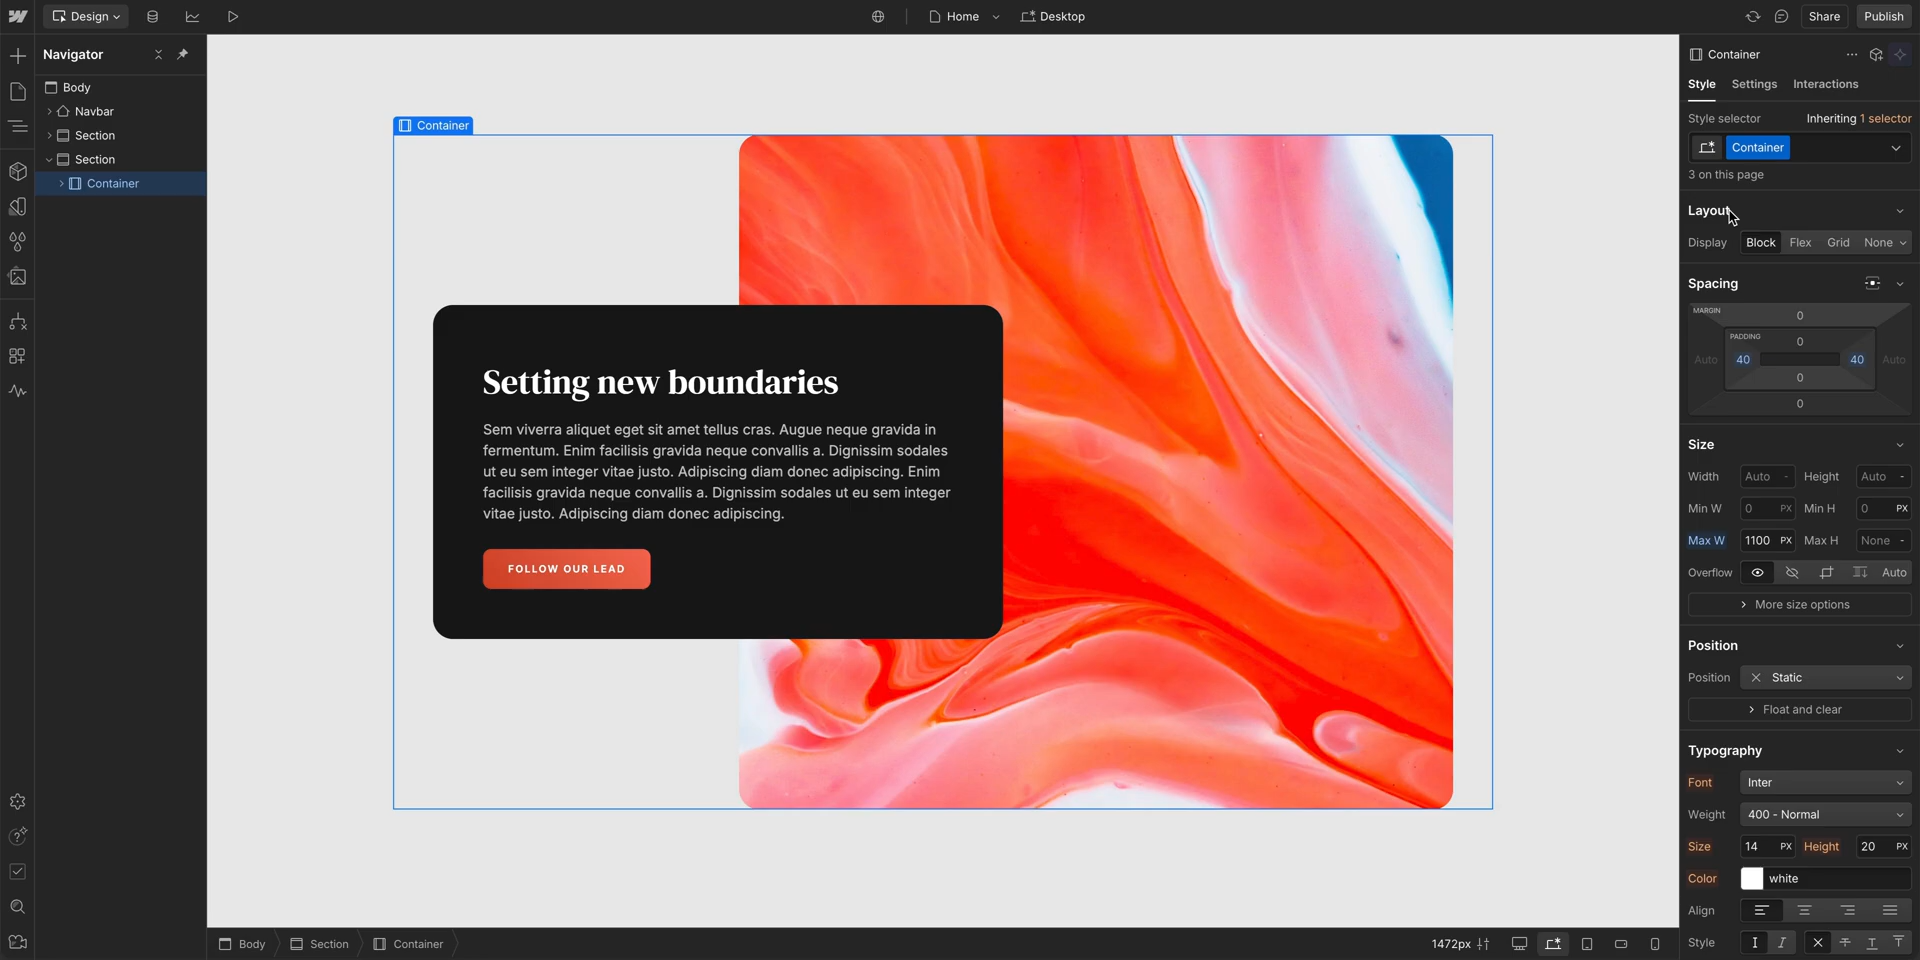 Design
Home
Desktop
Share
Publish
Navigator
Body
Navbar
Section
Section
Container
Container
Setting new boundaries
Sem viverra aliquet eget sit amet tellus cras. Augue neque gravida in
fermentum. Enim facilisis gravida neque convallis a. Dignissim sodales
ut eu sem integer vitae justo. Adipiscing diam donec adipiscing. Enim
facilisis gravida neque convallis a. Dignissim sodales ut eu sem integer
vitae justo. Adipiscing diam donec adipiscing.
FOLLOW OUR LEAD
Body
Section
Container
1472px
Container
Style Settings Interactions
Style selector Inheriting 1 selector
Container
3 on this page
Layout
Display Block Flex Grid None
Spacing
MARGIN
0
PADDING
0
Auto 40 40 Auto
0
0
Size
Width Auto - Height Auto -
Min W 0 PX Min H 0 PX
Max W 1100 PX Max H None -
Overflow Auto
More size options
Position
Position Static
Float and clear
Typography
Font Inter
Weight 400 - Normal
Size 14 PX Height 20 PX
Color white
Align
Style